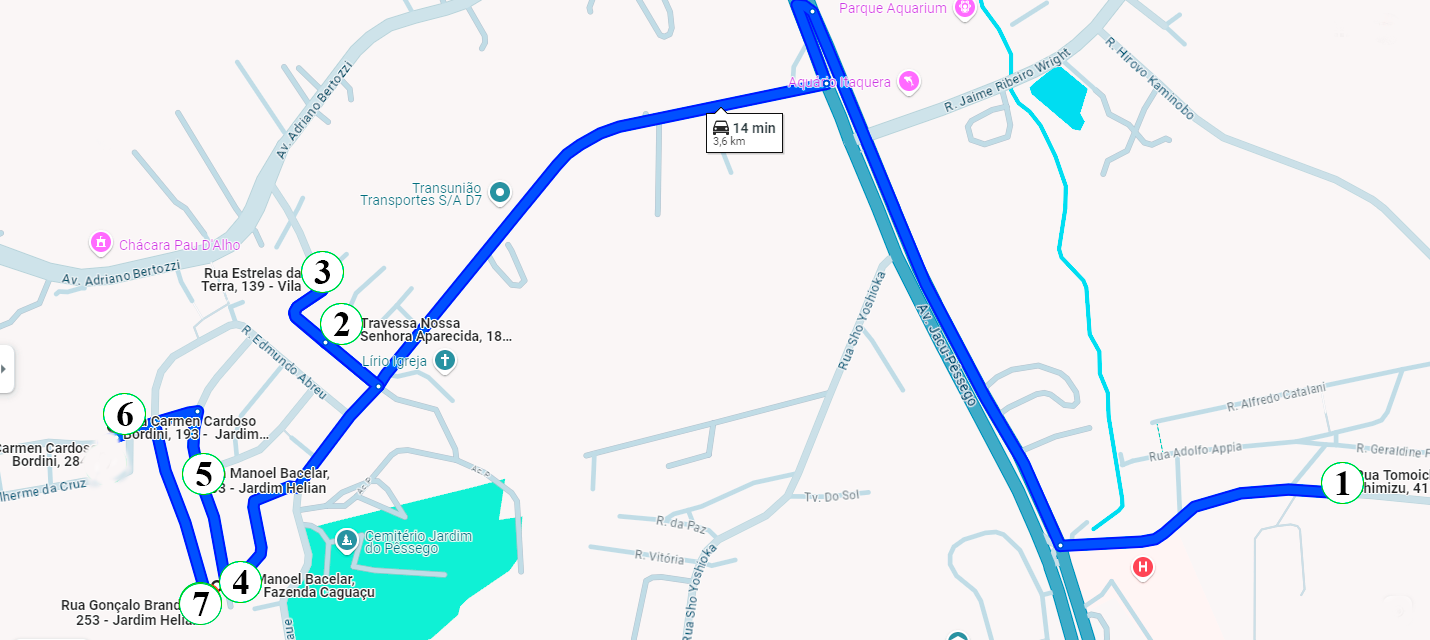 Parque Aquarium
Aquário Itaquera
R. Jaime Ribeiro Wright
R. Hirovo Kaminobo
Av. Adriano Bertozzi
14 min
3,6 km
Transunião
Transportes S/A D7
Chácara Pau D'Alho
Av. Adriano Bertozzi
Rua Estrelas da
Terra, 139 - Vila
3
2
Travessa Nossa
Senhora Aparecida, 18...
Lírio Igreja
R. Edmundo Abreu
Rua Sho Yoshioka
Av. Jacu-Pêssego
R. Alfredo Catalani
Rua Adolfo Appia
R. Geraldine F
6
Carmen Cardoso
Bordini, 193 - Jardim...
Carmen Cardos
Bordini, 28
lherme da Cruz
5
Manoel Bacelar,
3 - Jardim Helian
1
Rua Tomoich
himizu, 41
Tv. Do Sol
R. da Paz
R. Vitória
Rua Sho Yoshioka
Cemitério Jardim
do Pêssego
H
4
Manoel Bacelar,
Fazenda Caguaçu
7
Rua Gonçalo Brand
253 - Jardim Helia